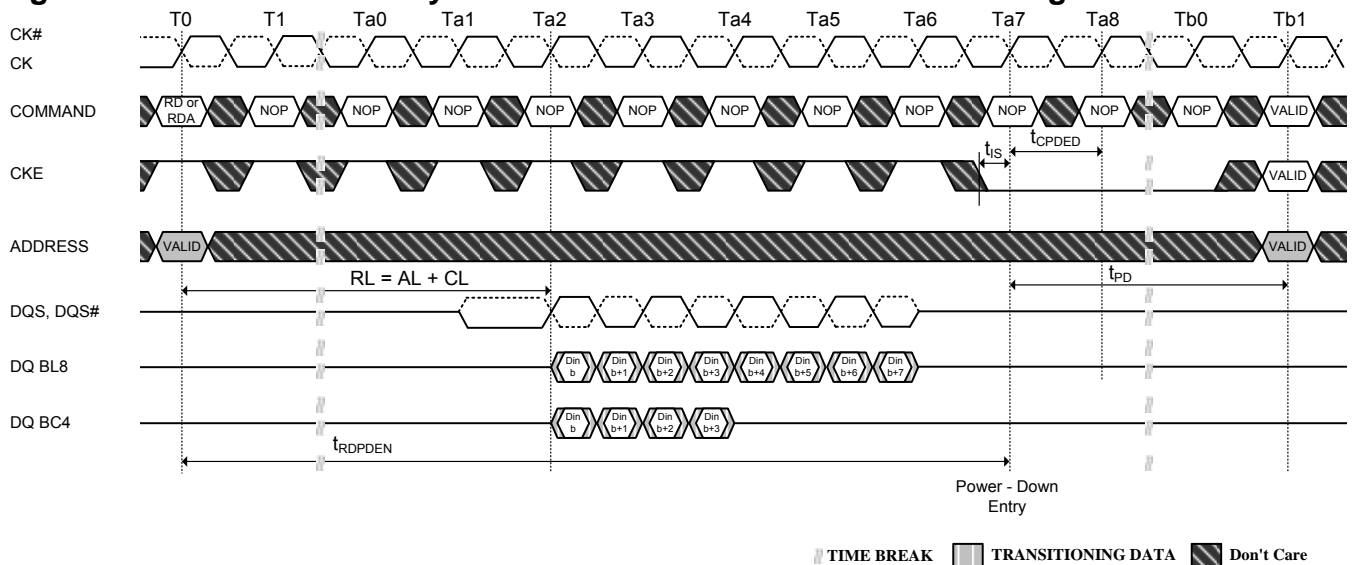 T0 T1 Ta0 Ta1 Ta2 Ta3 Ta4 Ta5 Ta6 Ta7 Ta8 Tb0 Tb1
CK#
CK
COMMAND RD or RDA NOP NOP NOP NOP NOP NOP NOP NOP NOP NOP NOP VALID
tIS tCPDED
CKE VALID
ADDRESS VALID VALID
RL = AL + CL tPD
DQS, DQS#
DQ BL8 Din b Din b+1 Din b+2 Din b+3 Din b+4 Din b+5 Din b+6 Din b+7
DQ BC4 Din b Din b+1 Din b+2 Din b+3
tRDPDEN
Power - Down
Entry
TIME BREAK TRANSITIONING DATA Don't Care